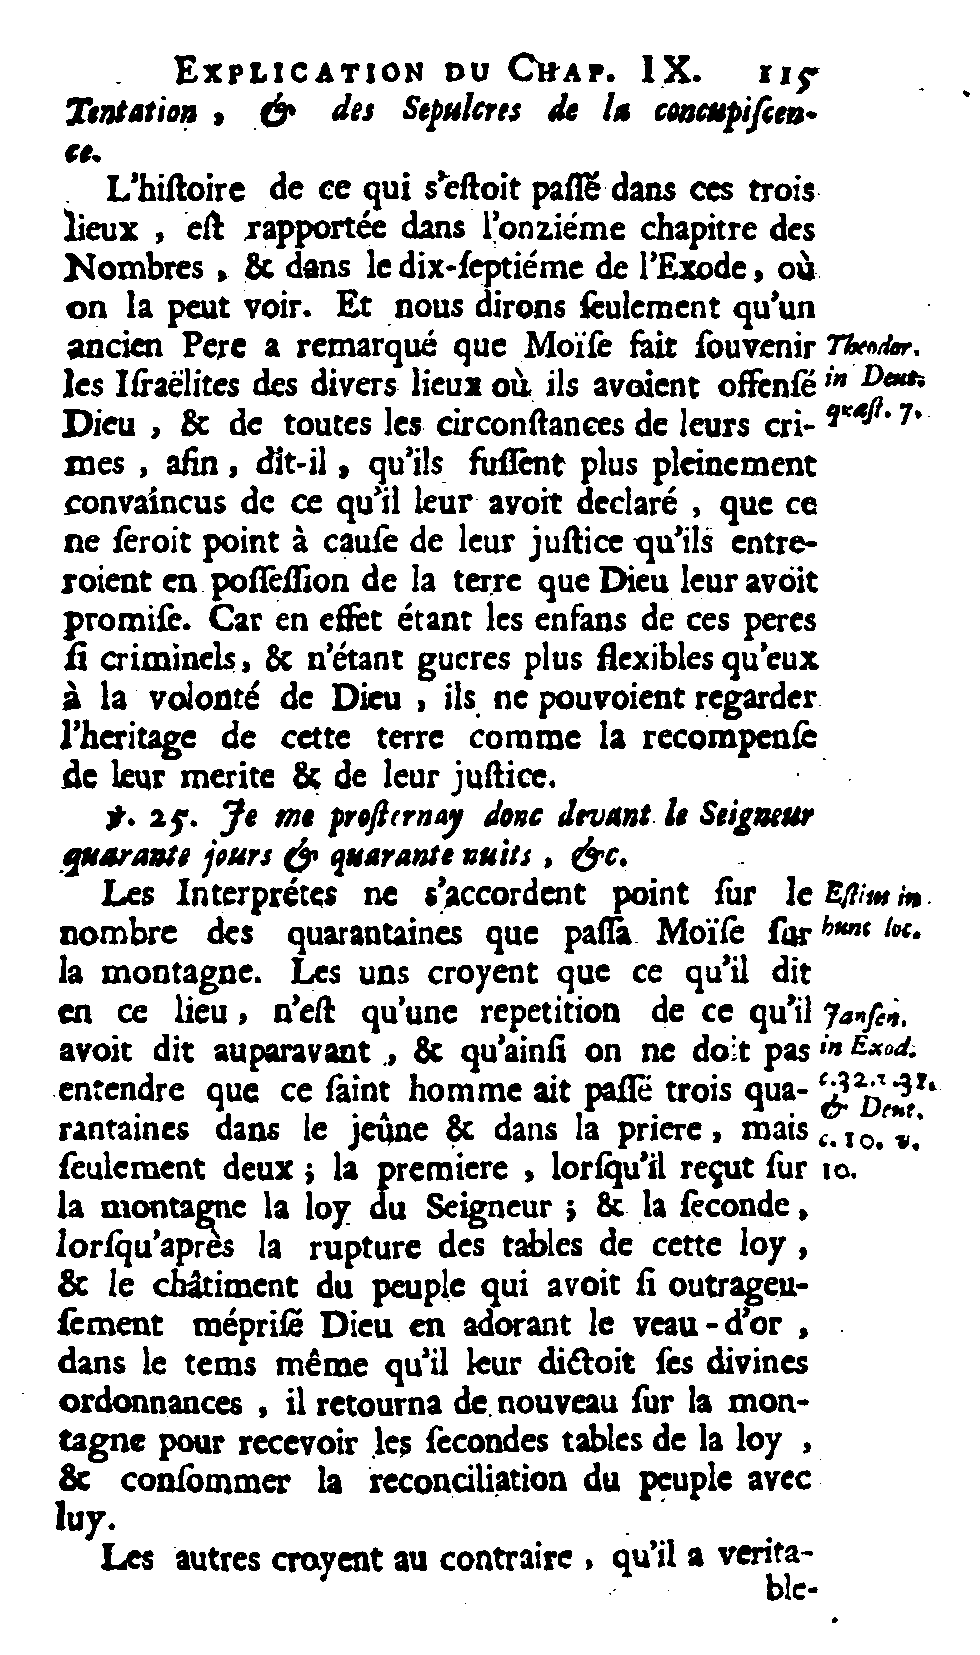 EXPLICATION DU CHAP. IX. 115
Tentation, & des Sepulcres de la concupiſcen-
ce.
L'hiſtoire de ce qui s'eſtoit paſſé dans ces trois
lieux, eſt rapportée dans l'onziéme chapitre des
Nombres, & dans le dix-ſeptiéme de l'Exode, où
on la peut voir. Et nous dirons ſeulement qu'un
ancien Pere a remarqué que Moïſe fait ſouvenir
les Iſraëlites des divers lieux où ils avoient offenſé
Dieu, & de toutes les circonſtances de leurs cri-
mes, afin, dit-il, qu'ils fuſſent plus pleinement
convaincus de ce qu'il leur avoit declaré, que ce
ne ſeroit point à cauſe de leur juſtice qu'ils entre-
roient en poſſeſſion de la terre que Dieu leur avoit
promiſe. Car en effet étant les enfans de ces peres
ſi criminels, & n'étant gueres plus flexibles qu'eux
à la volonté de Dieu, ils ne pouvoient regarder
l'heritage de cette terre comme la recompenſe
de leur merite & de leur juſtice.
Theodor.
in Deut.
quæſt. 7.
℣. 25. Je me proſternay donc devant le Seigneur
quarante jours & quarante nuits, &c.
Les Interprétes ne s'accordent point ſur le
nombre des quarantaines que paſſa Moïſe ſur
la montagne. Les uns croyent que ce qu'il dit
en ce lieu, n'eſt qu'une repetition de ce qu'il
avoit dit auparavant, & qu'ainſi on ne doit pas
entendre que ce ſaint homme ait paſſé trois qua-
rantaines dans le jeûne & dans la priere, mais
ſeulement deux; la premiere, lorſqu'il reçut ſur
la montagne la loy du Seigneur; & la ſeconde,
lorſqu'après la rupture des tables de cette loy,
& le châtiment du peuple qui avoit ſi outrageu-
ſement mépriſé Dieu en adorant le veau-d'or,
dans le tems même qu'il leur dictoit ſes divines
ordonnances, il retourna de nouveau ſur la mon-
tagne pour recevoir les ſecondes tables de la loy,
& conſommer la reconciliation du peuple avec
luy.
Eſtius in
hunc loc.
Janſen.
in Exod.
& Deut.
c. 10. v.
10.
Les autres croyent au contraire, qu'il a verita-
ble-